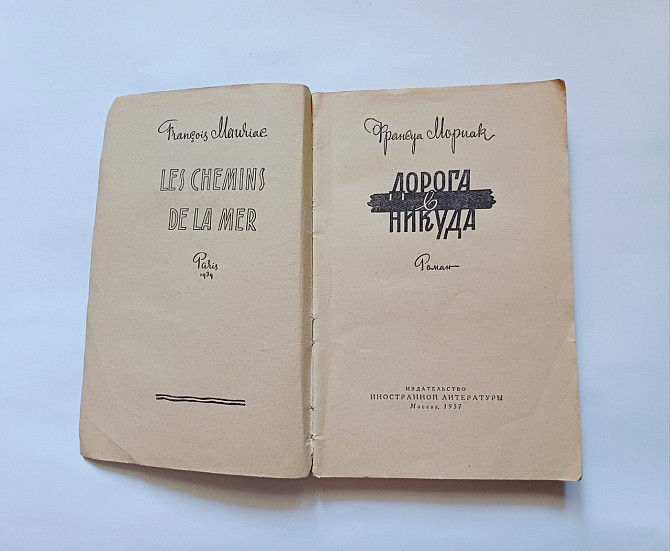 François Mauriac
LES CHEMINS
DE LA MER
Paris
1939
Франсуа Мориак
ДОРОГА
в
НИКУДА
Роман
ИЗДАТЕЛЬСТВО
ИНОСТРАННОЙ ЛИТЕРАТУРЫ
Москва, 1957